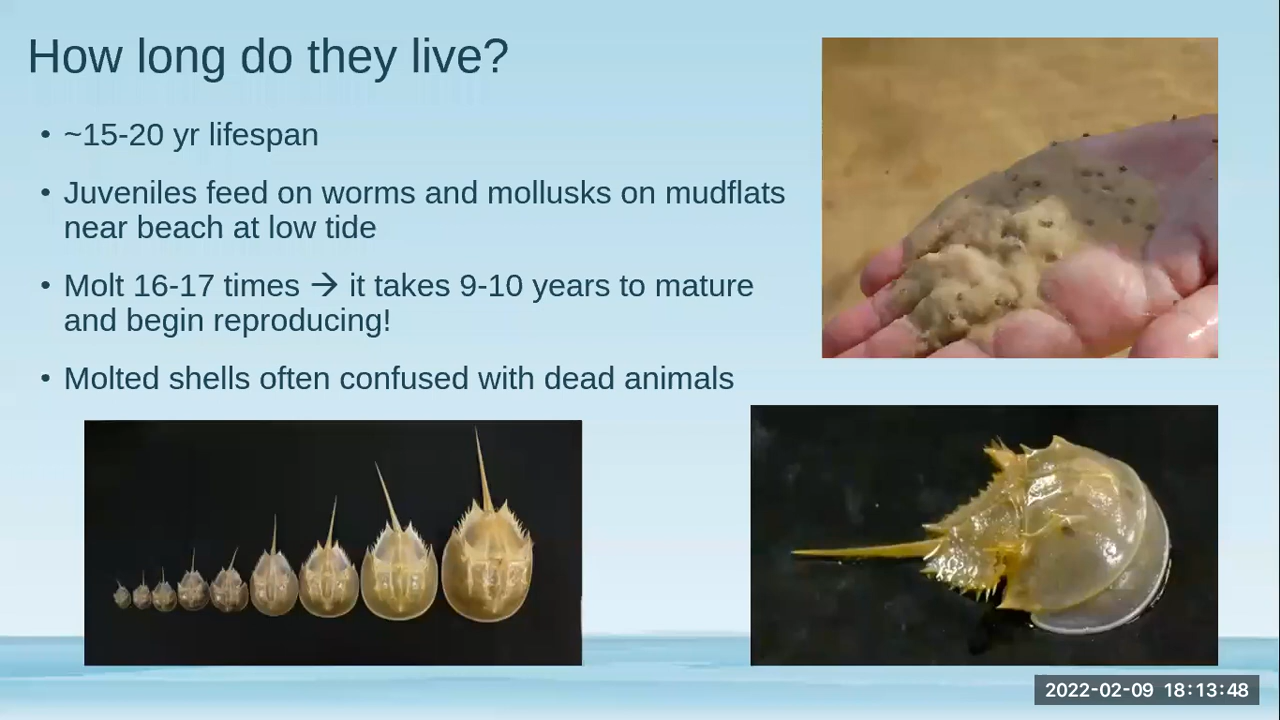 How long do they live?
• ~15-20 yr lifespan
• Juveniles feed on worms and mollusks on mudflats
near beach at low tide
• Molt 16-17 times → it takes 9-10 years to mature
and begin reproducing!
• Molted shells often confused with dead animals
2022-02-09 18:13:48